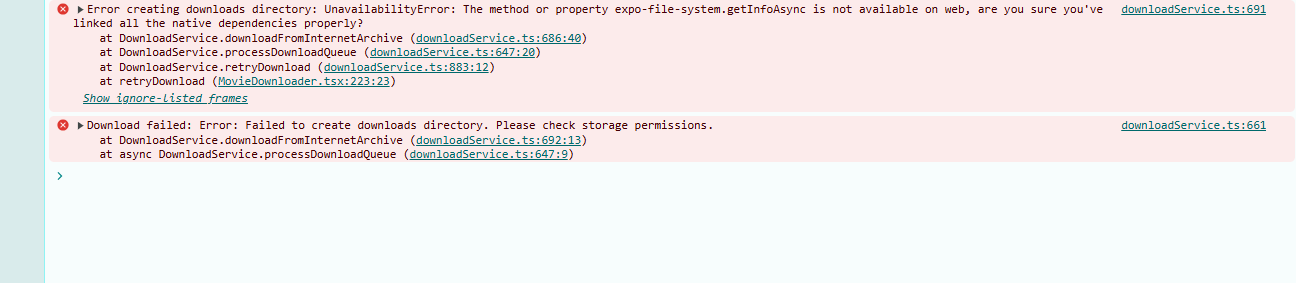 Error creating downloads directory: UnavailabilityError: The method or property expo-file-system.getInfoAsync is not available on web, are you sure you've downloadService.ts:691
linked all the native dependencies properly?
at DownloadService.downloadFromInternetArchive (downloadService.ts:686:40)
at DownloadService.processDownloadQueue (downloadService.ts:647:20)
at DownloadService.retryDownload (downloadService.ts:883:12)
at retryDownload (MovieDownloader.tsx:223:23)
Show ignore-listed frames
Download failed: Error: Failed to create downloads directory. Please check storage permissions. downloadService.ts:661
at DownloadService.downloadFromInternetArchive (downloadService.ts:692:13)
at async DownloadService.processDownloadQueue (downloadService.ts:647:9)